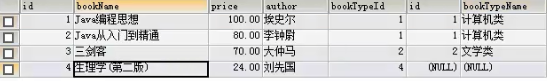 id bookName price author bookTypeId id bookTypeName
1 Java编程思想 100.00 埃史尔 1 1 计算机类
2 Java从入门到精通 80.00 李钟尉 1 1 计算机类
3 三剑客 70.00 大仲马 2 2 文学类
4 生理学(第二版) 24.00 刘先国 4 (NULL) (NULL)